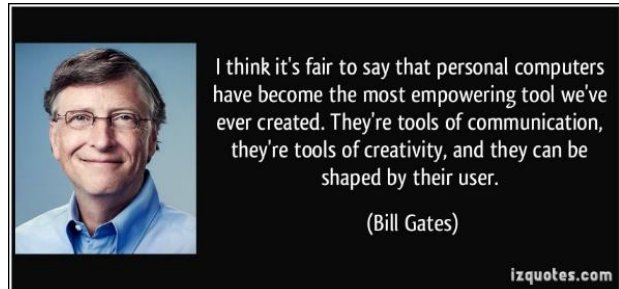 I think it's fair to say that personal computers
have become the most empowering tool we've
ever created. They're tools of communication,
they're tools of creativity, and they can be
shaped by their user.
(Bill Gates)
izquotes.com